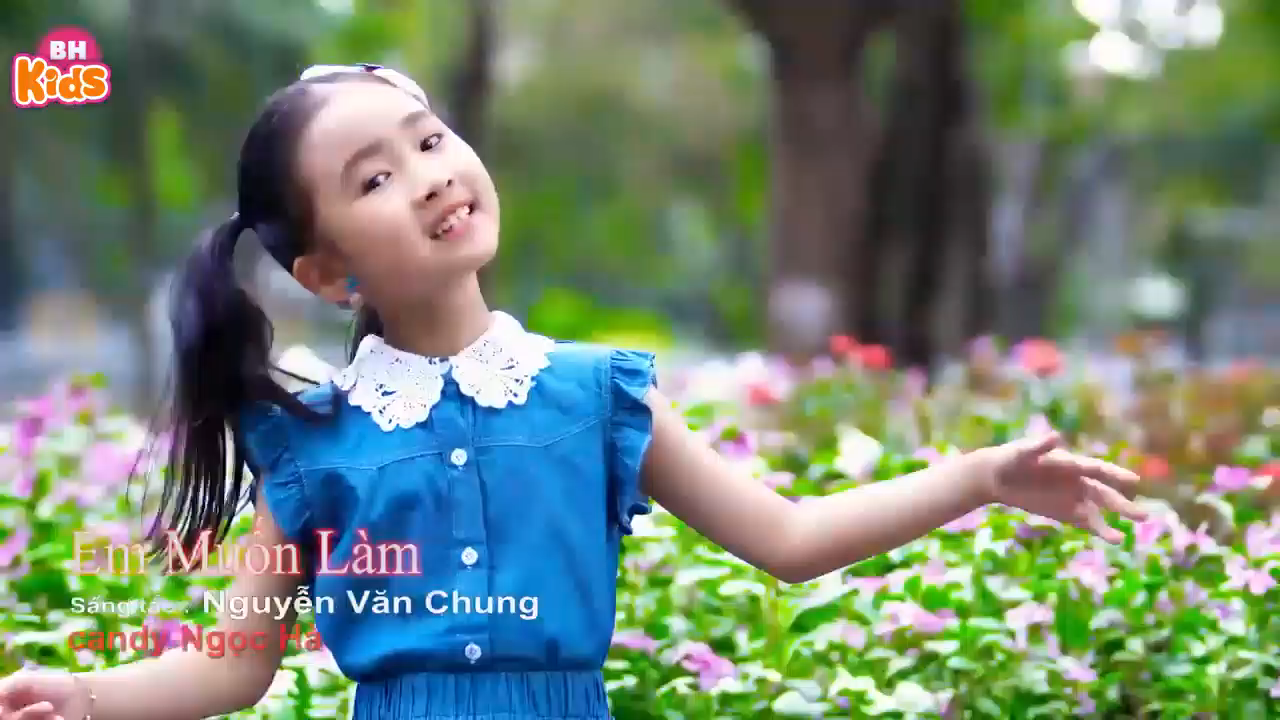 BH
Kids
Em Muốn Làm
Sáng tác : Nguyễn Văn Chung
candy Ngọc Hà